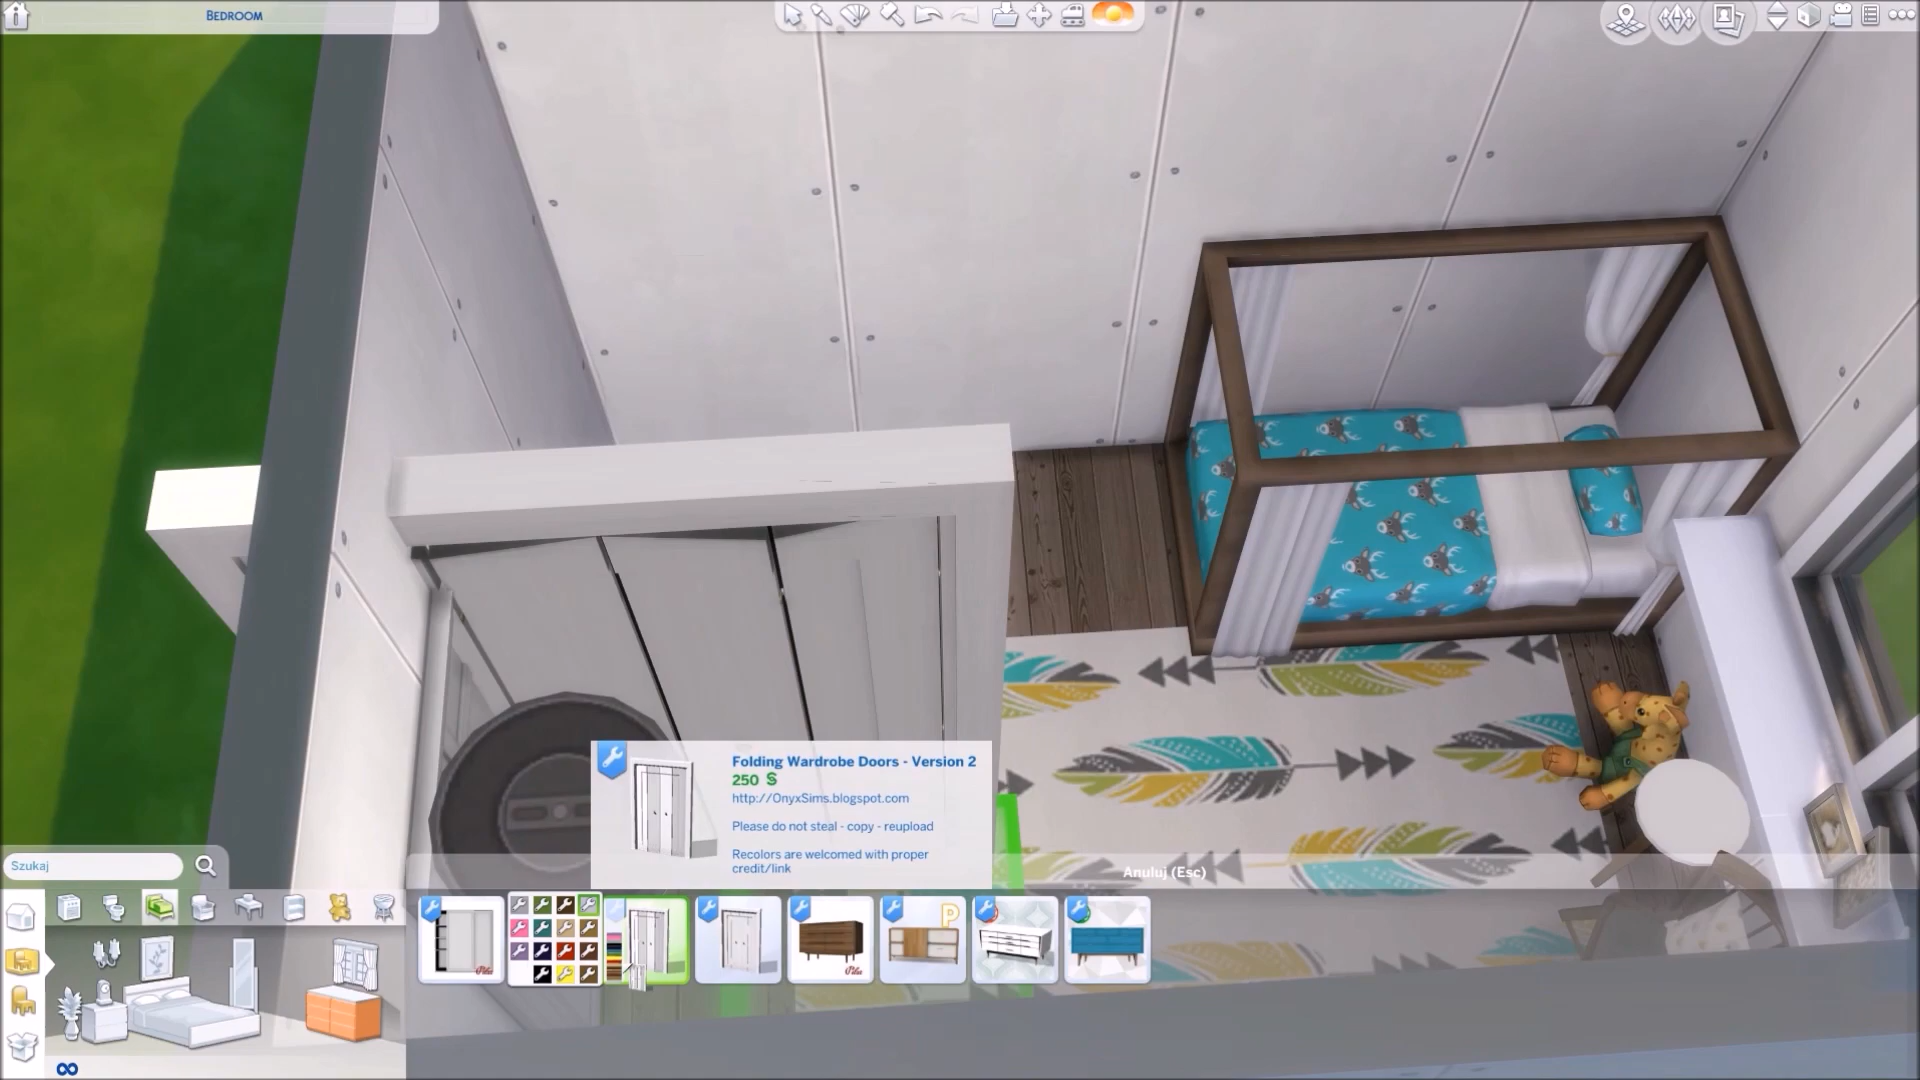 BEDROOM
Folding Wardrobe Doors - Version 2
250 S
http://OnyxSims.blogspot.com
Please do not steal - copy - reupload
Recolors are welcomed with proper
credit/link
Szukaj
Anuluj (Esc)
P